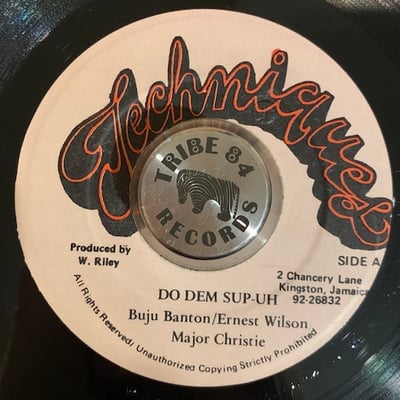 Techniques
TRIBE 84
RECORDS
Produced by
W. Riley
SIDE A
2 Chancery Lane
Kingston, Jamaica
92-26832
DO DEM SUP-UH
Buju Banton/Ernest Wilson
Major Christie
All Rights Reserved/ Unauthorized Copying Strictly Prohibited